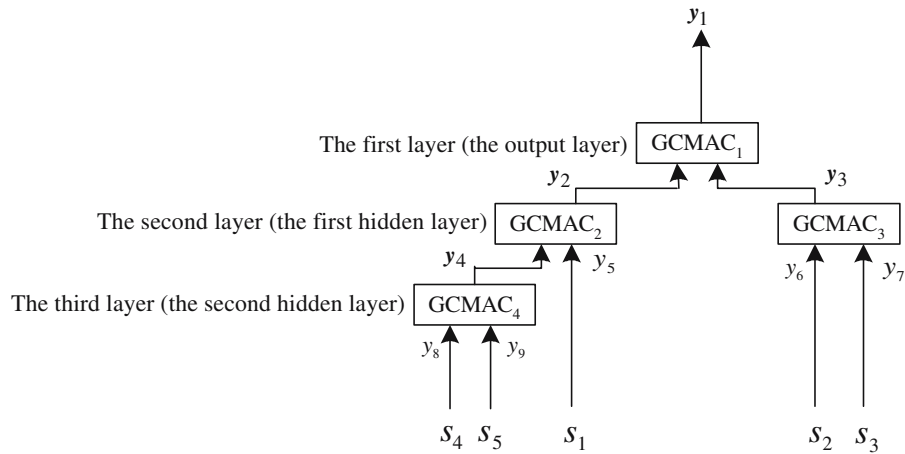 y₁
The first layer (the output layer) GCMAC₁
y₂ y₃
The second layer (the first hidden layer) GCMAC₂ GCMAC₃
y₄ y₅ y₆ y₇
The third layer (the second hidden layer) GCMAC₄
y₈ y₉
s₄ s₅ s₁ s₂ s₃